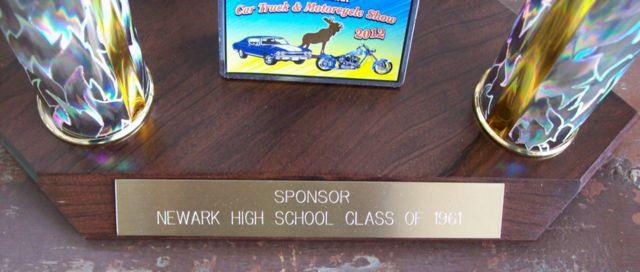 Car Truck & Motorcycle Show
2012
SPONSOR
NEWARK HIGH SCHOOL CLASS OF 1961